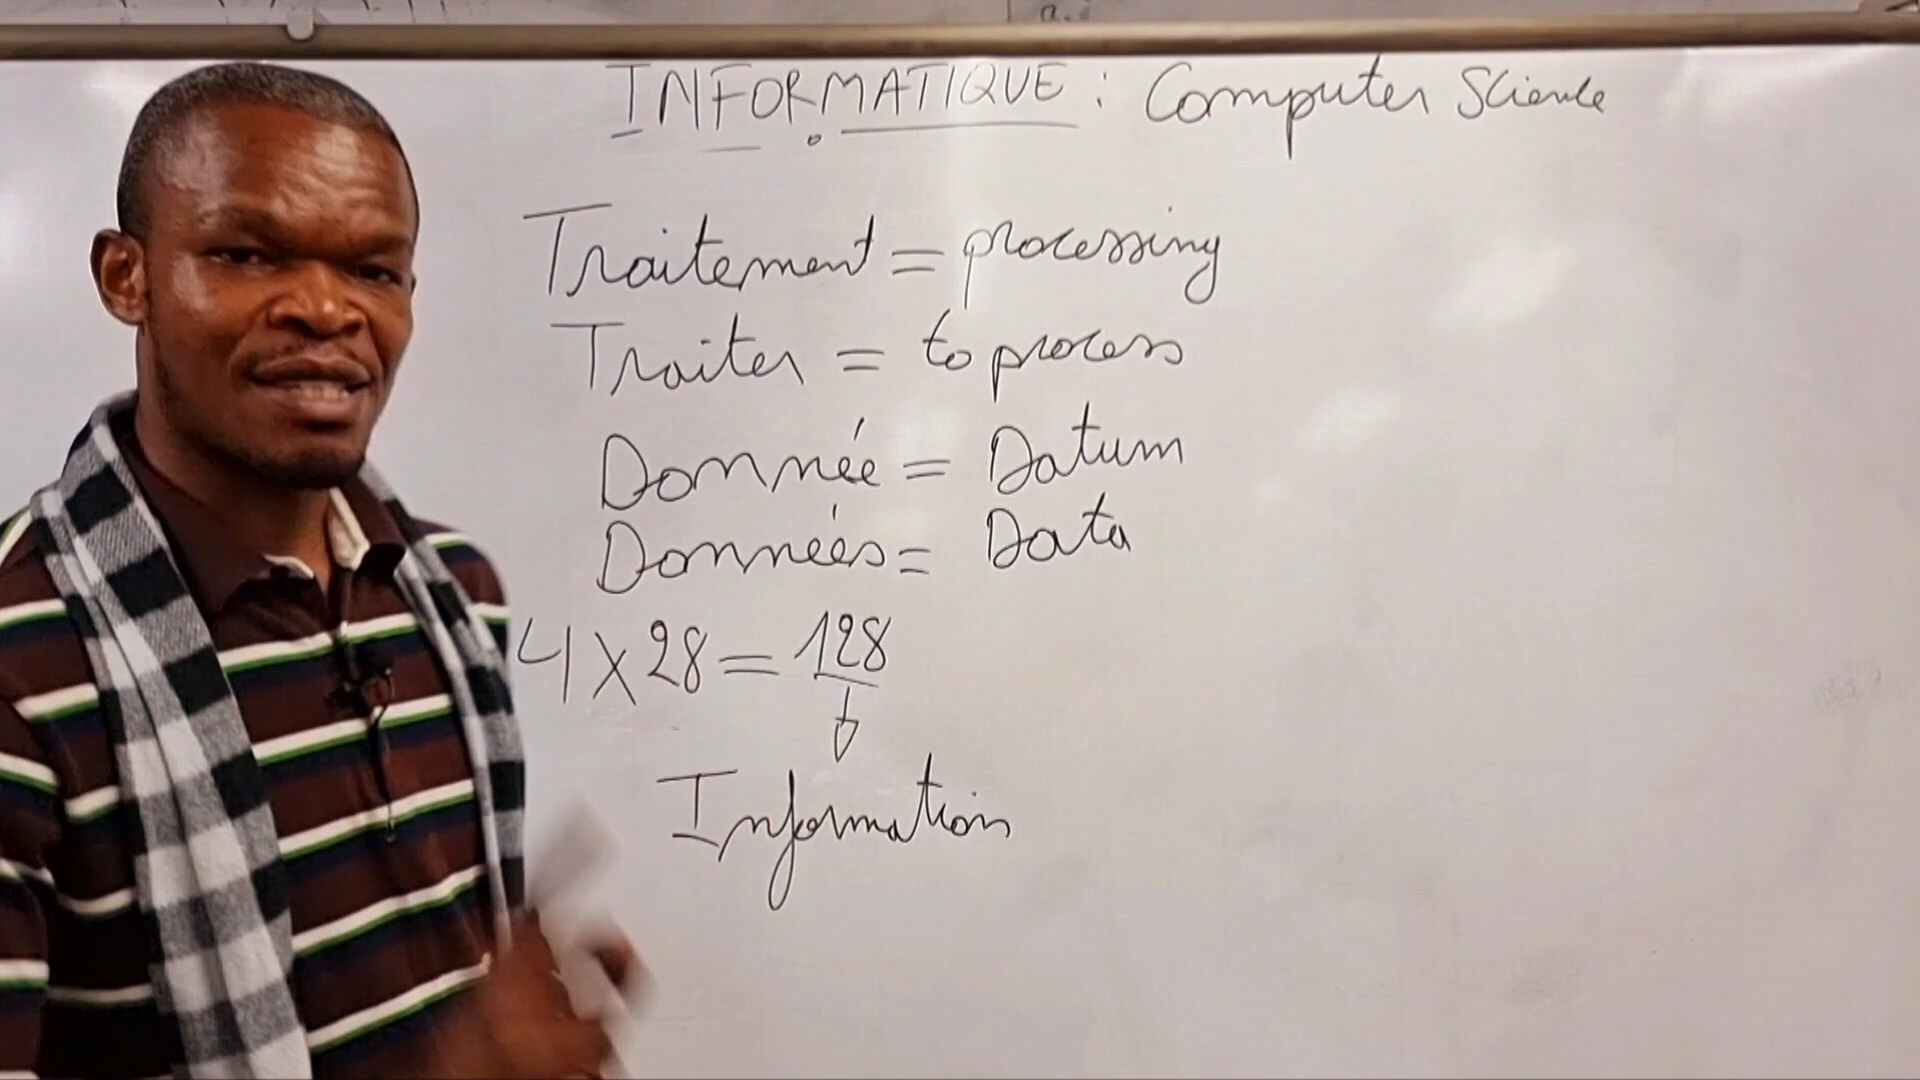 INFORMATIQUE : Computer Science
Traitement = processing
Traiter = to process
Donnée = Datum
Données = Data
4 x 28 = 128
Information